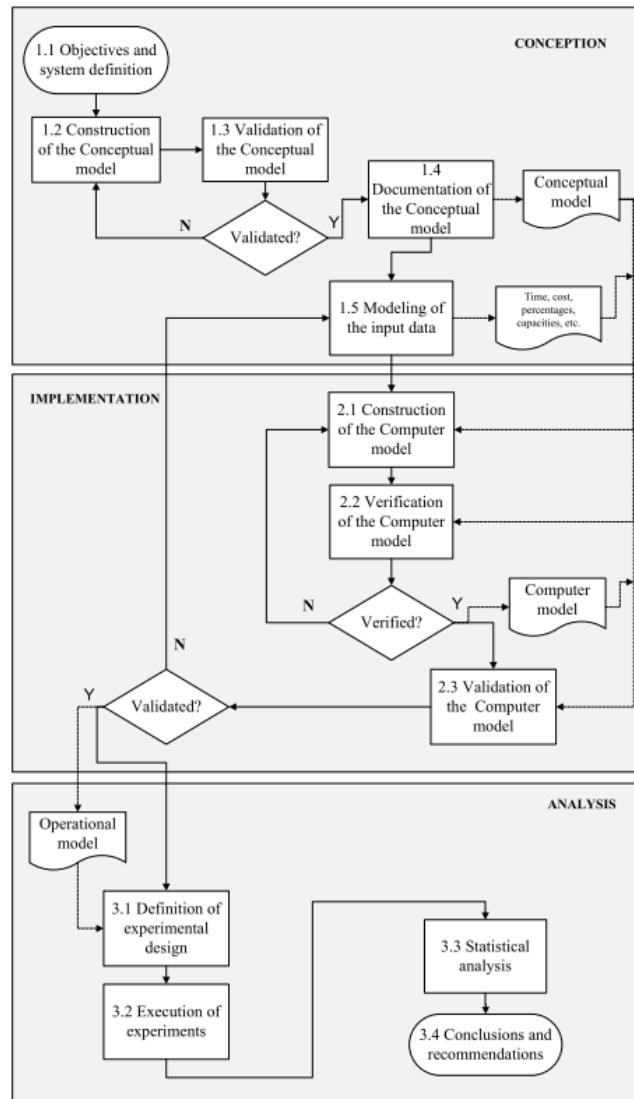 CONCEPTION
1.1 Objectives and
system definition
1.2 Construction
of the Conceptual
model
1.3 Validation of
the Conceptual
model
Validated?
N
Y
1.4
Documentation of
the Conceptual
model
Conceptual
model
1.5 Modeling of
the input data
Time, cost,
percentages,
capacities, etc.
IMPLEMENTATION
2.1 Construction
of the Computer
model
2.2 Verification
of the Computer
model
Verified?
N
Y
Computer
model
2.3 Validation of
the Computer
model
Validated?
N
Y
ANALYSIS
Operational
model
3.1 Definition of
experimental
design
3.2 Execution of
experiments
3.3 Statistical
analysis
3.4 Conclusions and
recommendations